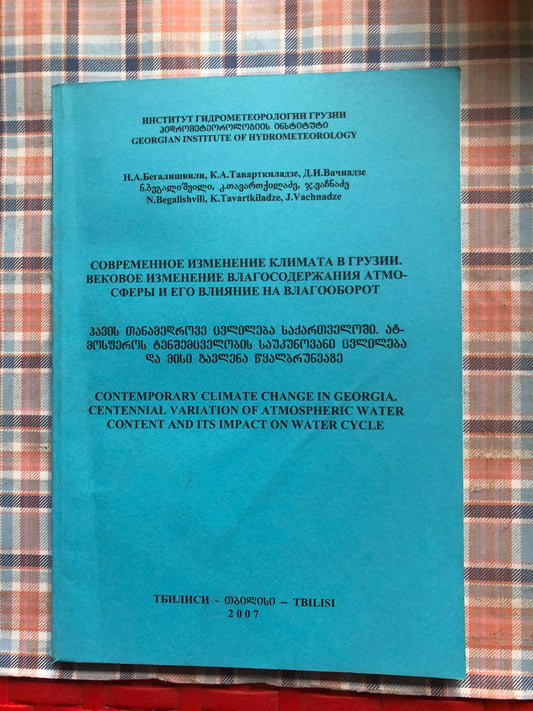 ИНСТИТУТ ГИДРОМЕТЕОРОЛОГИИ ГРУЗИИ
ჰიდრომეტეოროლოგიის ინსტიტუტი
GEORGIAN INSTITUTE OF HYDROMETEOROLOGY
Н.А.Бегалишвили, К.А.Таварткиладзе, Д.И.Вачнадзе
ნ.ბეგალიშვილი, კ.თავართქილაძე, ჯ.ვაჩნაძე
N.Begalishvili, K.Tavartkiladze, J.Vachnadze
СОВРЕМЕННОЕ ИЗМЕНЕНИЕ КЛИМАТА В ГРУЗИИ.
ВЕКОВОЕ ИЗМЕНЕНИЕ ВЛАГОСОДЕРЖАНИЯ АТМО-
СФЕРЫ И ЕГО ВЛИЯНИЕ НА ВЛАГООБОРОТ
ჰავის თანამედროვე ცვლილება საქართველოში. ატ-
მოსფეროს ტენშემცველობის საუკუნოვანი ცვლილება
და მისი გავლენა წყალბრუნვაზე
CONTEMPORARY CLIMATE CHANGE IN GEORGIA.
CENTENNIAL VARIATION OF ATMOSPHERIC WATER
CONTENT AND ITS IMPACT ON WATER CYCLE
ТБИЛИСИ - თბილისი – TBILISI
2007